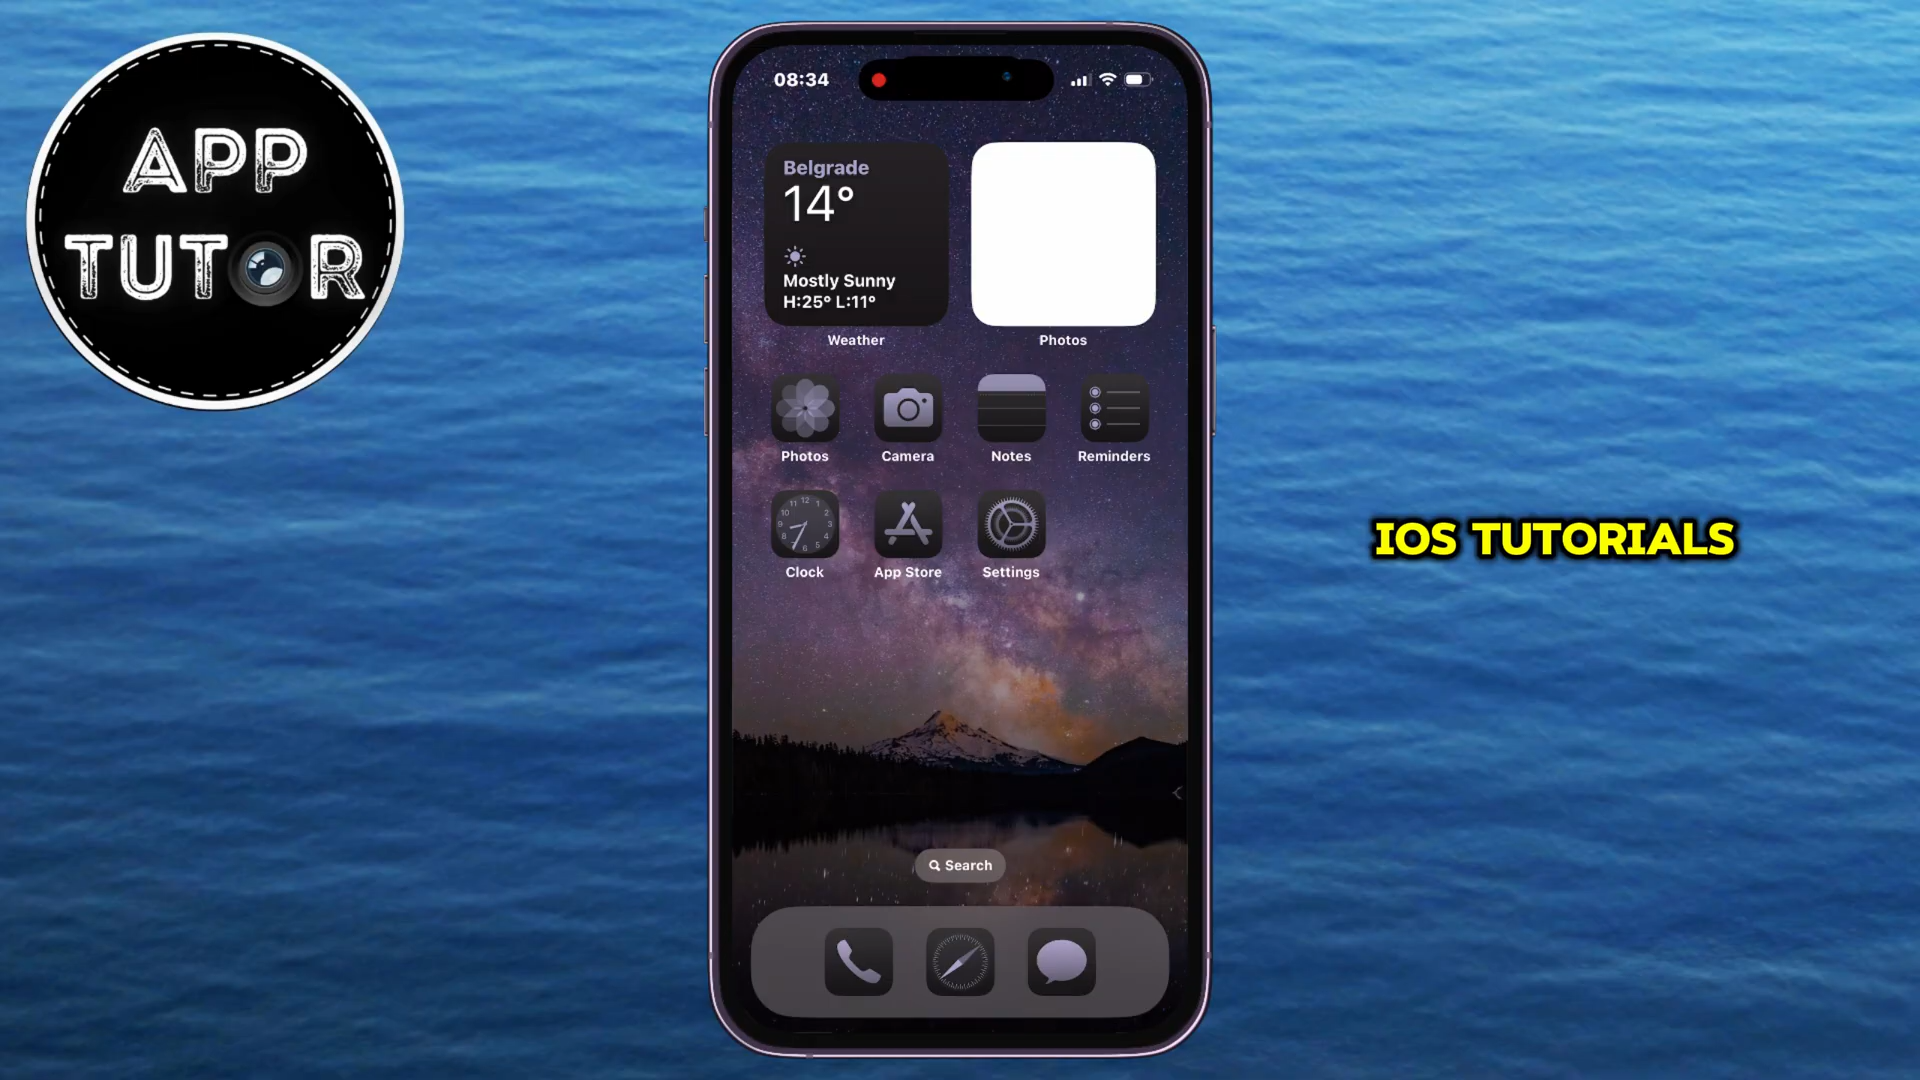 APP
TUTOR
08:34
Belgrade
14°
Mostly Sunny
H:25° L:11°
Weather
Photos
Photos
Camera
Notes
Reminders
Clock
App Store
Settings
IOS TUTORIALS
Search